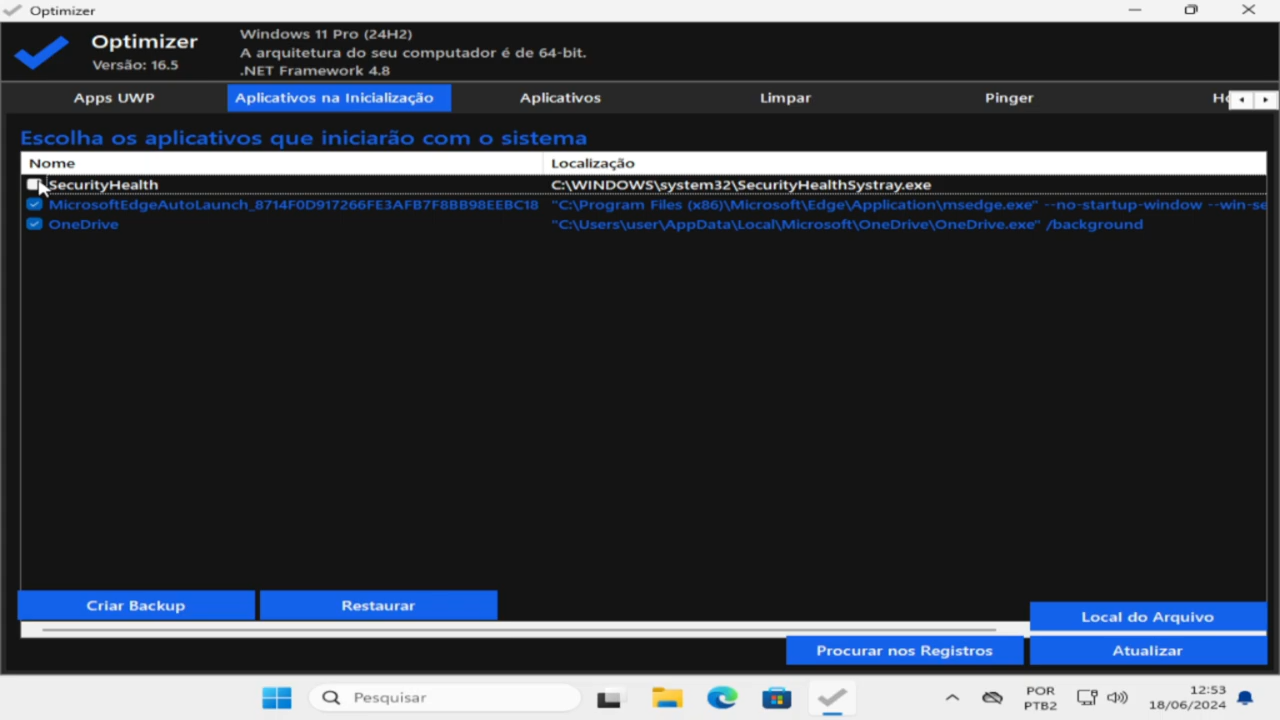 Optimizer
Optimizer
Versão: 16.5
Windows 11 Pro (24H2)
A arquitetura do seu computador é de 64-bit.
.NET Framework 4.8
Apps UWP
Aplicativos na Inicialização
Aplicativos
Limpar
Pinger
Escolha os aplicativos que iniciarão com o sistema
Nome Localização
SecurityHealth C:\WINDOWS\system32\SecurityHealthSystray.exe
MicrosoftEdgeAutoLaunch_8714F0D917266FE3AFB7F8BB98EEBC18 "C:\Program Files (x86)\Microsoft\Edge\Application\msedge.exe" --no-startup-window --win-se
OneDrive "C:\Users\user\AppData\Local\Microsoft\OneDrive\OneDrive.exe" /background
Criar Backup
Restaurar
Local do Arquivo
Procurar nos Registros
Atualizar
Pesquisar
POR
PTB2
12:53
18/06/2024